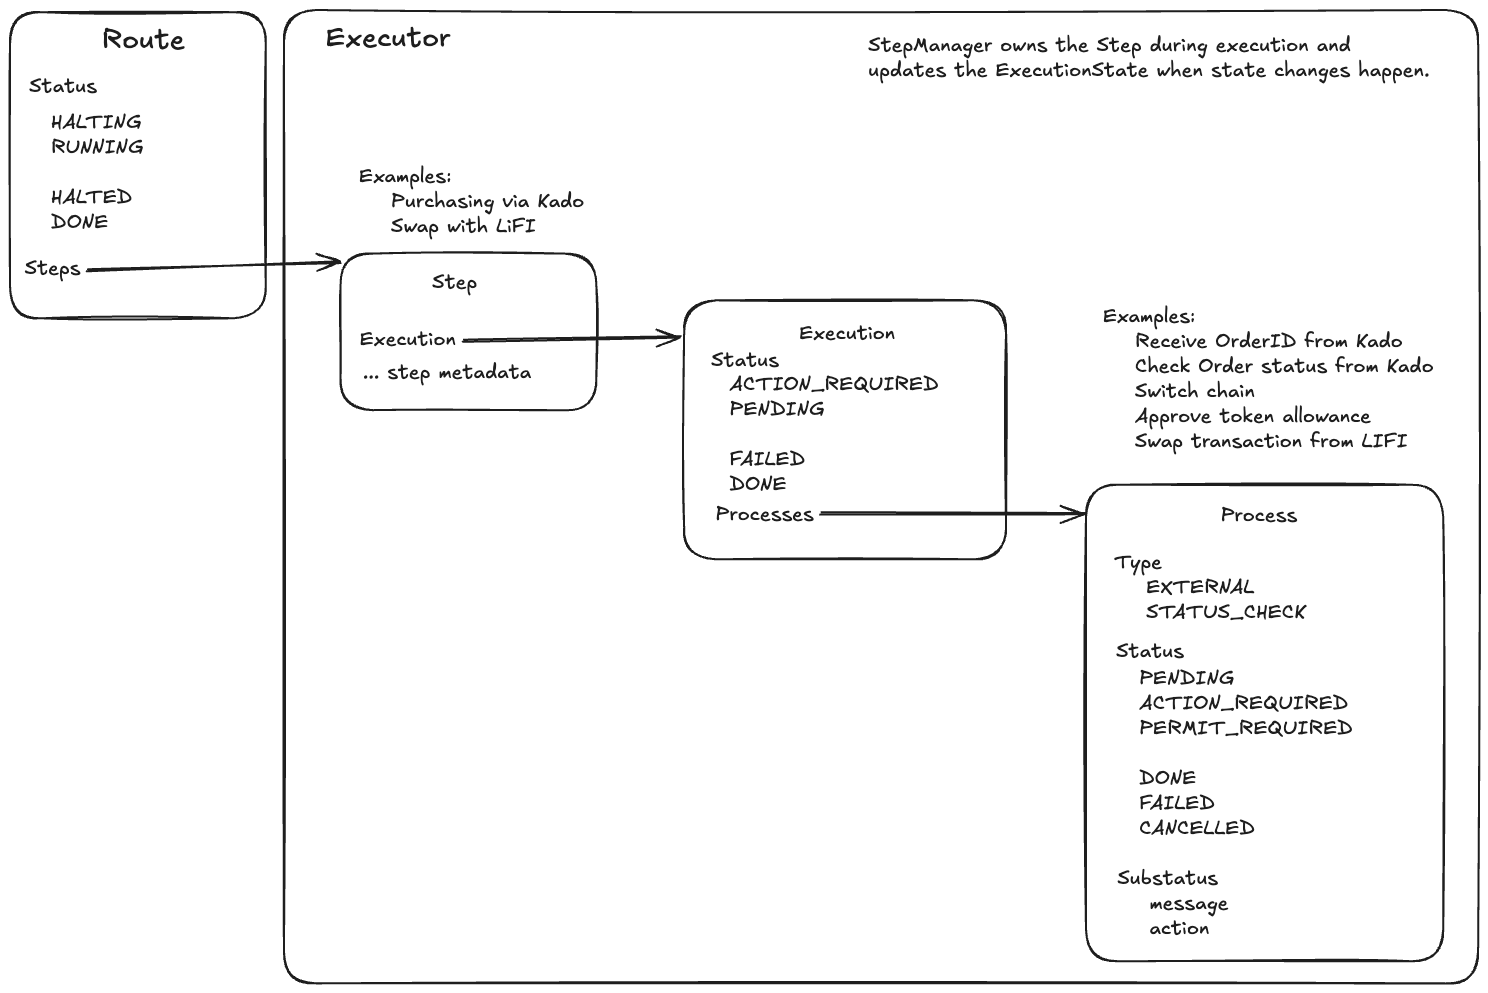 Route
Status
HALTING
RUNNING
HALTED
DONE
Steps
Executor
StepManager owns the Step during execution and
updates the ExecutionState when state changes happen.
Examples:
Purchasing via Kado
Swap with LiFI
Step
Execution
... step metadata
Execution
Status
ACTION_REQUIRED
PENDING
FAILED
DONE
Processes
Examples:
Receive OrderID from Kado
Check Order status from Kado
Switch chain
Approve token allowance
Swap transaction from LIFI
Process
Type
EXTERNAL
STATUS_CHECK
Status
PENDING
ACTION_REQUIRED
PERMIT_REQUIRED
DONE
FAILED
CANCELLED
Substatus
message
action